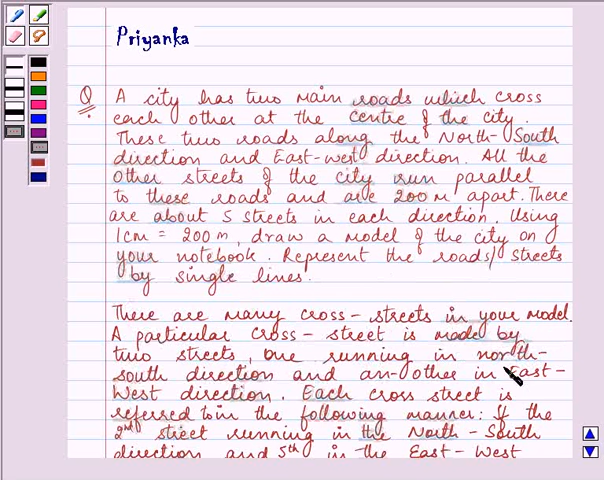 Priyanka
Q A city has two main roads which cross
each other at the centre of the city.
These two roads along the North-South
direction and East-west direction. All the
other streets of the city run parallel
to these roads and are 200 m apart. There
are about 5 streets in each direction. Using
1cm = 200 m, draw a model of the city on
your notebook. Represent the roads/streets
by single lines.
There are many cross-streets in your model.
A particular cross-street is made by
two streets, one running in north-
south direction and an-other in East-
West direction. Each cross street is
referred to in the following manner: If the
2nd street running in the North-South
direction and 5th in the East-West